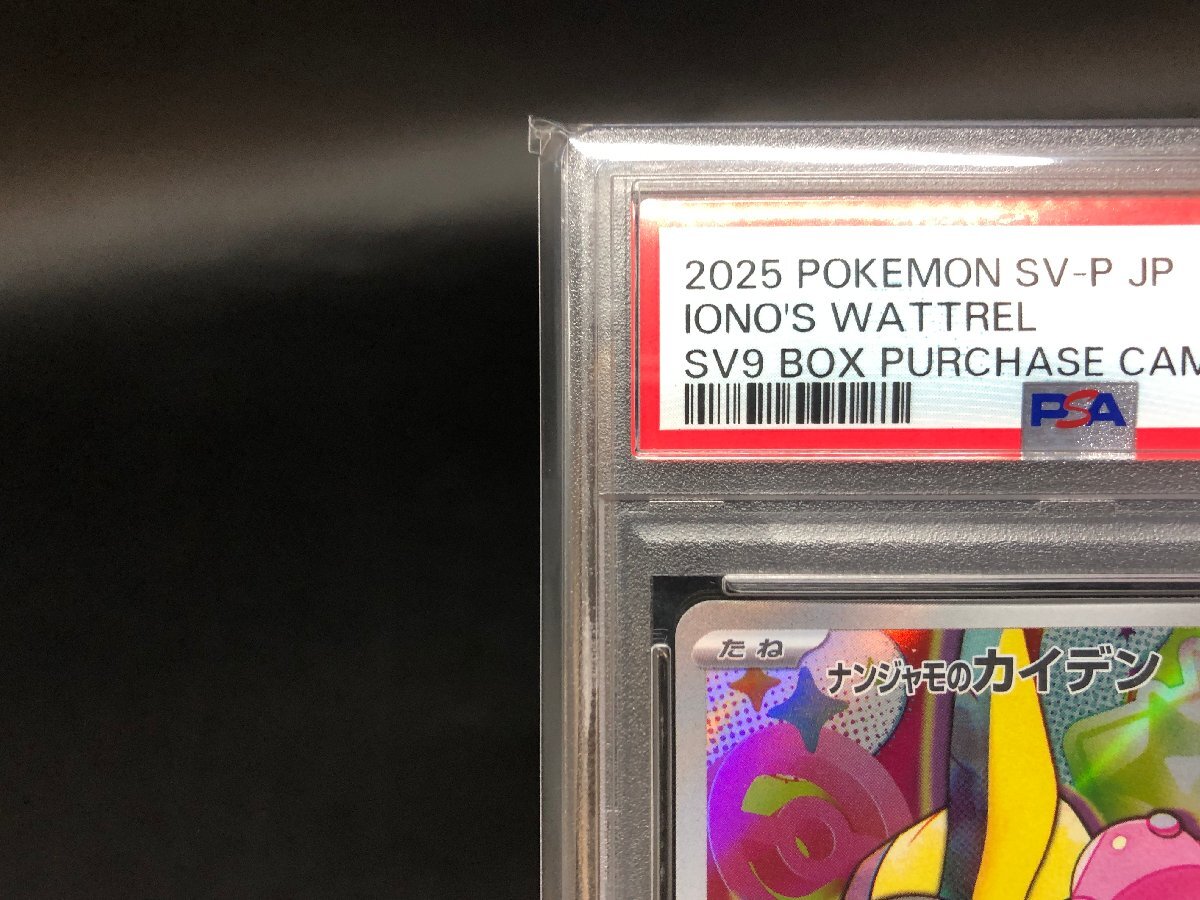 2025 POKEMON SV-P JP
IONO'S WATTREL
SV9 BOX PURCHASE CAM
PSA
たね
ナンジャモのカイデン